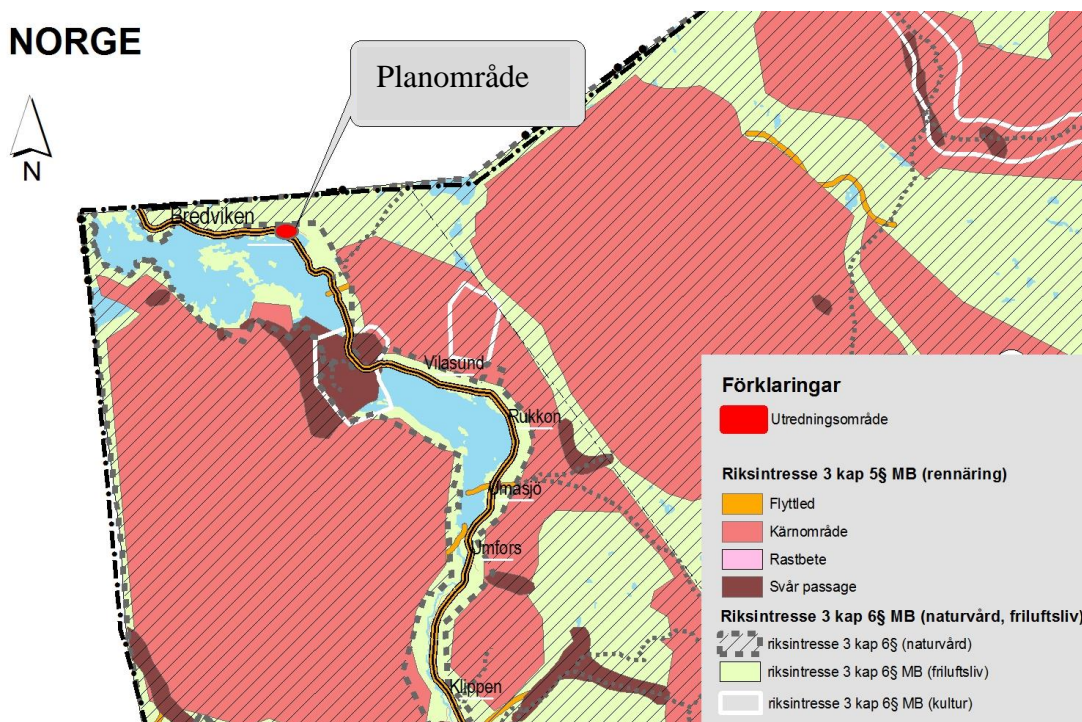 NORGE
Planområde
N
Bredviken
Vilasund
Rukkon
Umasjö
Umfors
Klippen
Förklaringar
Utredningsområde
Riksintresse 3 kap 5§ MB (rennäring)
Flyttled
Kärnområde
Rastbete
Svår passage
Riksintresse 3 kap 6§ MB (naturvård, friluftsliv)
riksintresse 3 kap 6§ (naturvård)
riksintresse 3 kap 6§ MB (friluftsliv)
riksintresse 3 kap 6§ MB (kultur)